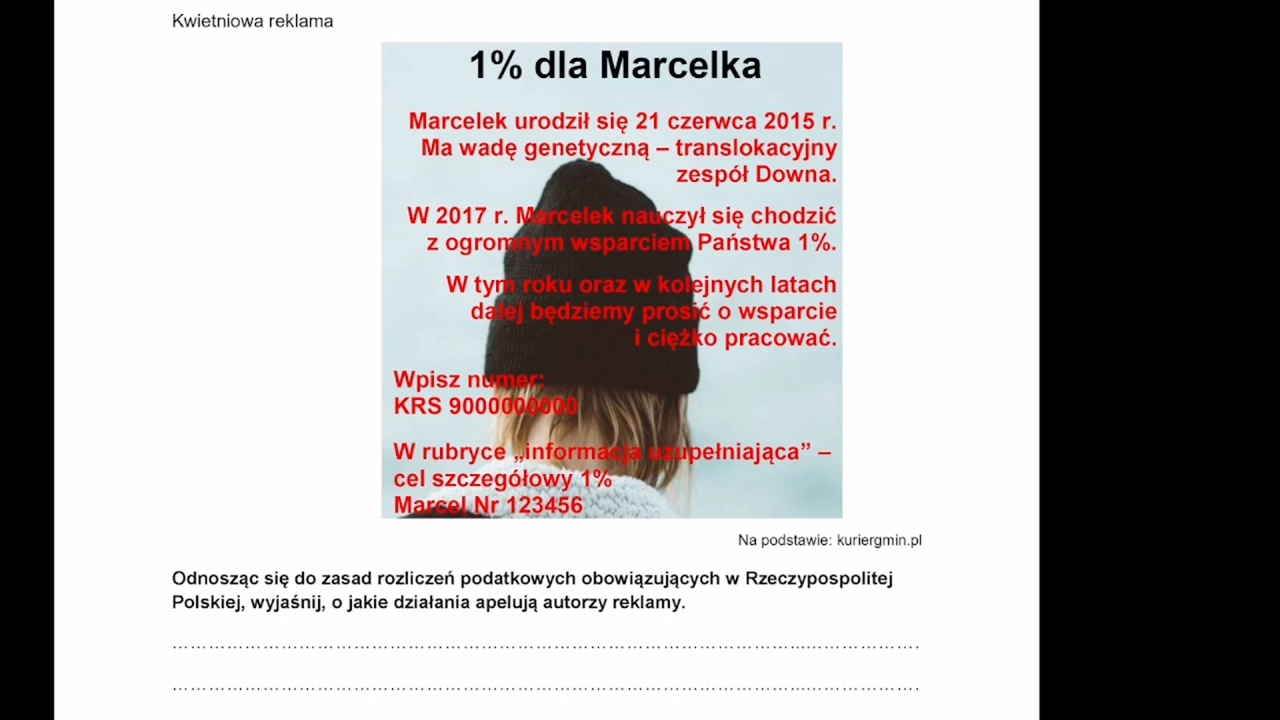 Kwietniowa reklama
1% dla Marcelka
Marcelek urodził się 21 czerwca 2015 r.
Ma wadę genetyczną – translokacyjny
zespół Downa.
W 2017 r. Marcelek nauczył się chodzić
z ogromnym wsparciem Państwa 1%.
W tym roku oraz w kolejnych latach
dalej będziemy prosić o wsparcie
i ciężko pracować.
Wpisz numer:
KRS 9000000000
W rubryce „informacja uzupełniająca” –
cel szczegółowy 1%
Marcel Nr 123456
Na podstawie: kuriergmin.pl
Odnosząc się do zasad rozliczeń podatkowych obowiązujących w Rzeczypospolitej
Polskiej, wyjaśnij, o jakie działania apelują autorzy reklamy.